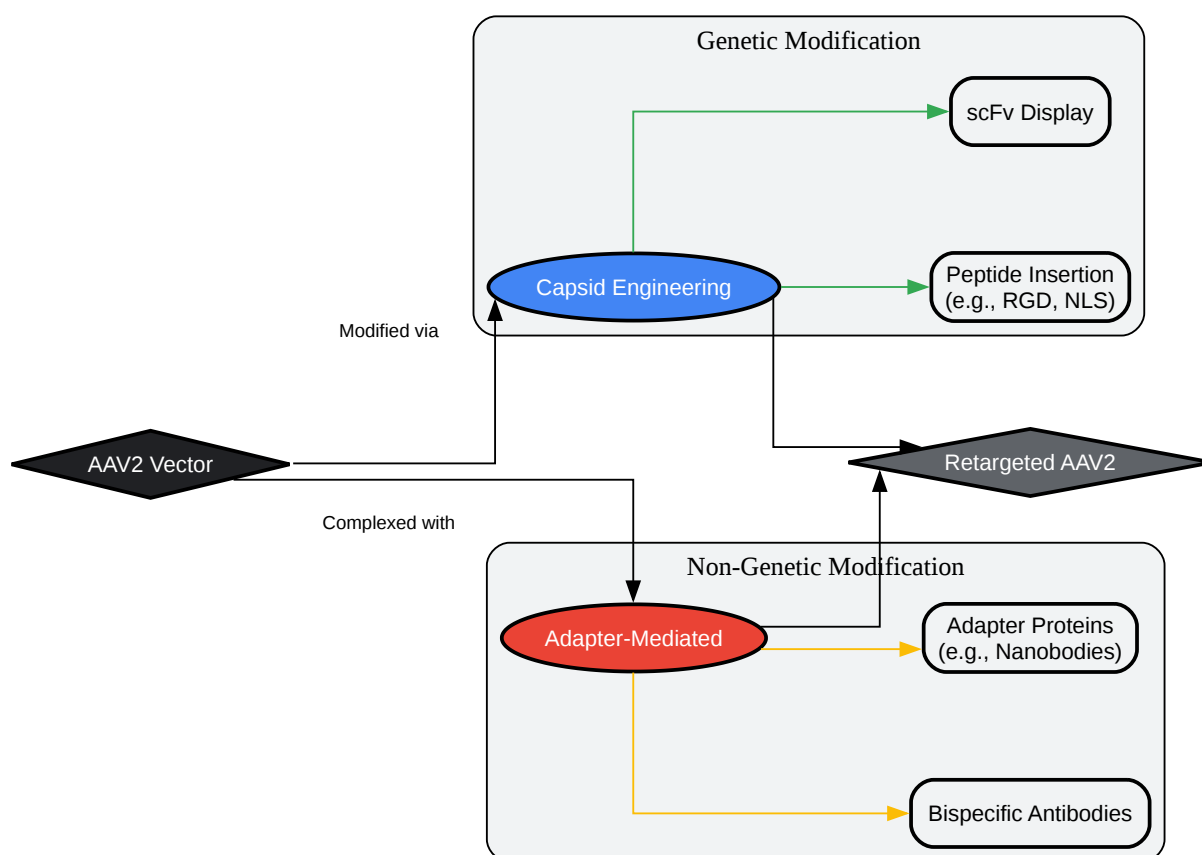 Genetic Modification
scFv Display
Capsid Engineering
Peptide Insertion
(e.g., RGD, NLS)
Modified via
AAV2 Vector
Retargeted AAV2
Complexed with
Non-Genetic Modification
Adapter-Mediated
Adapter Proteins
(e.g., Nanobodies)
Bispecific Antibodies